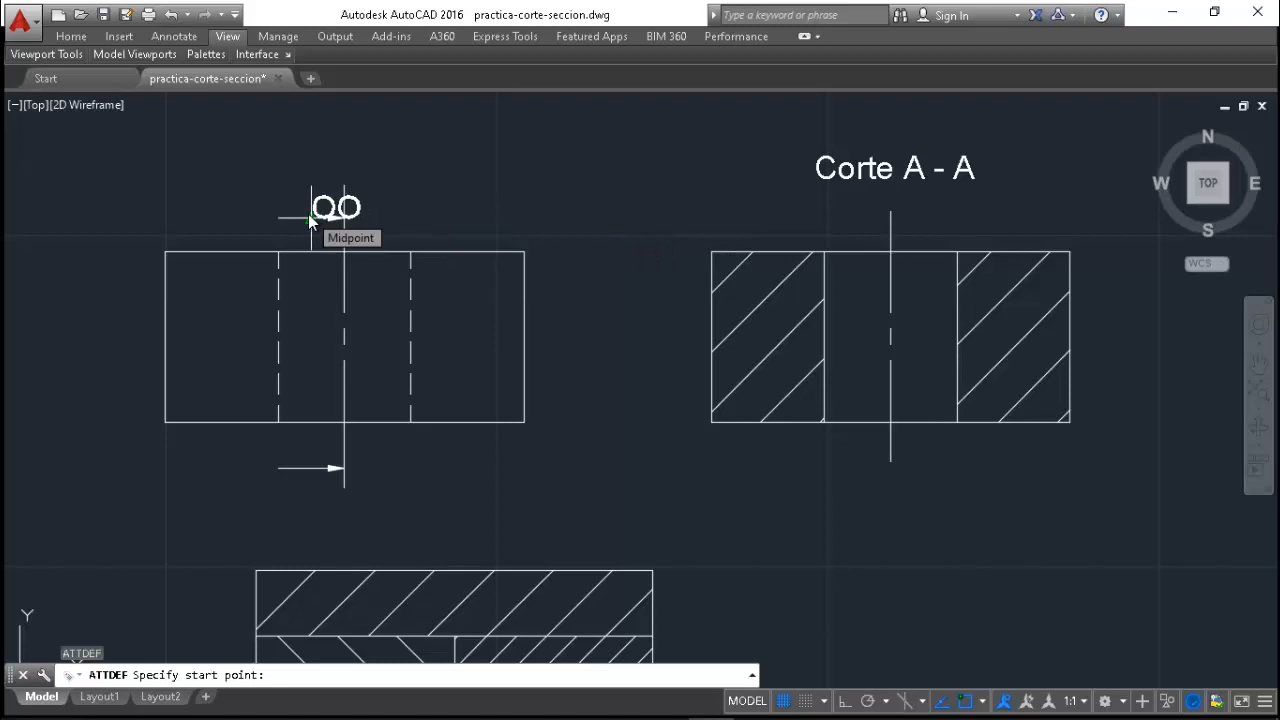 Autodesk AutoCAD 2016 practica-corte-seccion.dwg
Type a keyword or phrase
Sign In
Home Insert Annotate View Manage Output Add-ins A360 Express Tools Featured Apps BIM 360 Performance
Viewport Tools Model Viewports Palettes Interface
Start practica-corte-seccion*
[−][Top][2D Wireframe]
N
Corte A - A
W TOP E
OO
S
Midpoint
WCS
Y
ATTDEF
ATTDEF Specify start point:
Model Layout1 Layout2
MODEL 1:1